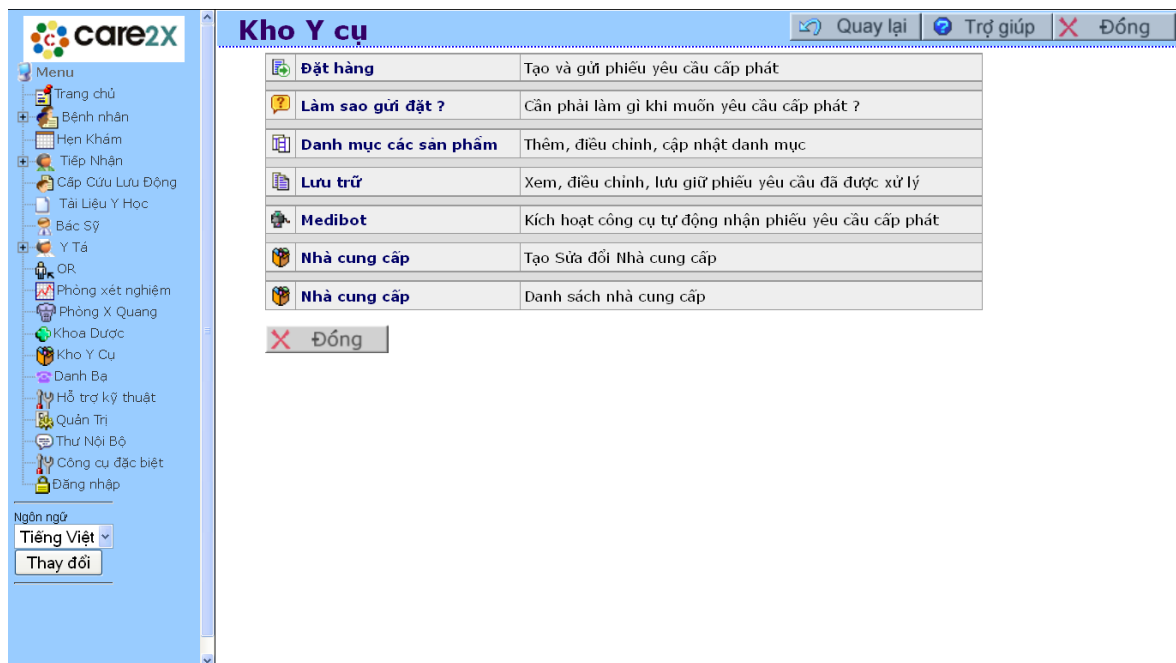 care2x
Menu
Trang chủ
Bệnh nhân
Hẹn Khám
Tiếp Nhận
Cấp Cứu Lưu Động
Tài Liệu Y Học
Bác Sỹ
Y Tá
OR
Phòng xét nghiệm
Phòng X Quang
Khoa Dược
Kho Y Cụ
Danh Bạ
Hỗ trợ kỹ thuật
Quản Trị
Thư Nội Bộ
Công cụ đặc biệt
Đăng nhập
Ngôn ngữ
Tiếng Việt
Thay đổi
Kho Y cụ
Quay lại Trợ giúp Đóng
Đặt hàng Tạo và gửi phiếu yêu cầu cấp phát
Làm sao gửi đặt ? Cần phải làm gì khi muốn yêu cầu cấp phát ?
Danh mục các sản phẩm Thêm, điều chỉnh, cập nhật danh mục
Lưu trữ Xem, điều chỉnh, lưu giữ phiếu yêu cầu đã được xử lý
Medibot Kích hoạt công cụ tự động nhận phiếu yêu cầu cấp phát
Nhà cung cấp Tạo Sửa đổi Nhà cung cấp
Nhà cung cấp Danh sách nhà cung cấp
Đóng